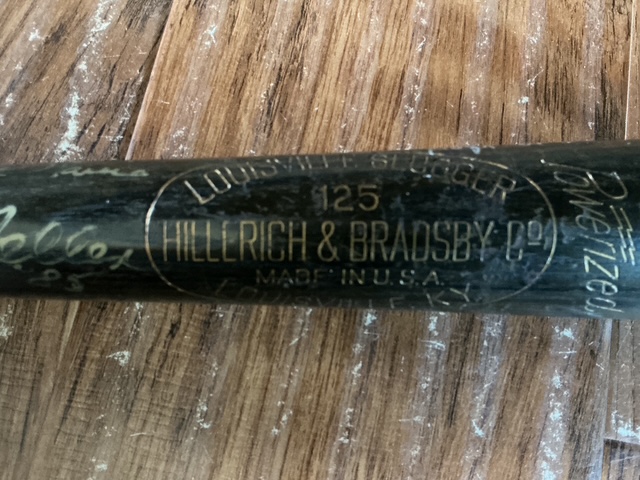 LOUISVILLE SLUGGER
125
HILLERICH & BRADSBY Cº
MADE IN U.S.A.
LOUISVILLE, KY.
Powerized